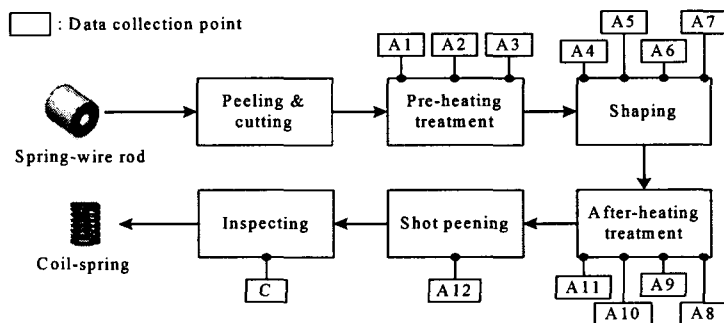 : Data collection point
A1
A2
A3
A4
A5
A6
A7
Peeling &
cutting
Pre-heating
treatment
Shaping
Spring-wire rod
Inspecting
Shot peening
After-heating
treatment
Coil-spring
C
A12
A11
A10
A9
A8